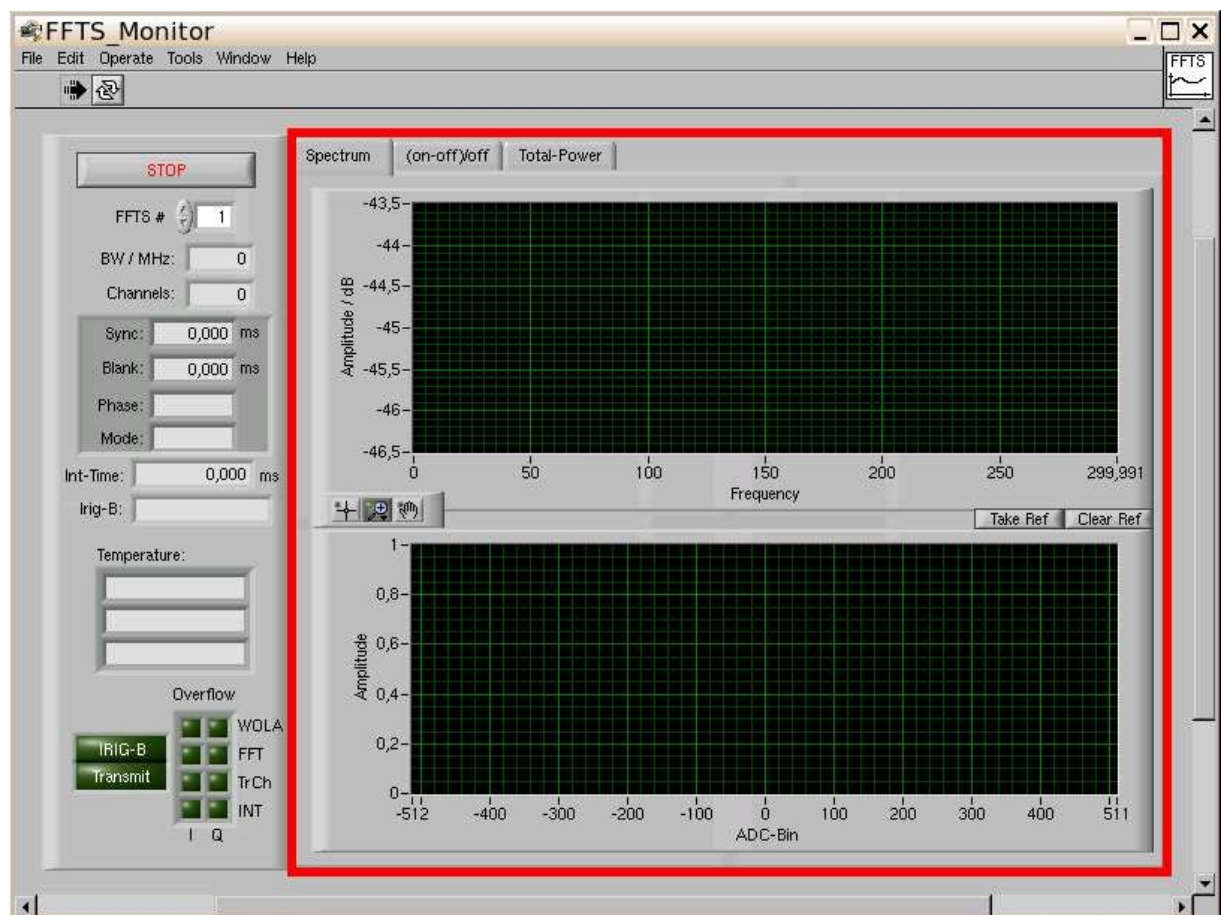 FFTS_Monitor
File Edit Operate Tools Window Help
FFTS
STOP
FFTS # 1
BW / MHz: 0
Channels: 0
Sync: 0,000 ms
Blank: 0,000 ms
Phase:
Mode:
Int-Time: 0,000 ms
Irig-B:
Temperature:
Overflow
WOLA
IRIG-B
FFT
Transmit
TrCh
INT
I Q
Spectrum (on-off)/off Total-Power
-43,5
-44
-44,5
-45
-45,5
-46
-46,5
Amplitude / dB
0 50 100 150 200 250 299,991
Frequency
Take Ref Clear Ref
1
0,8
0,6
0,4
0,2
0
Amplitude
-512 -400 -300 -200 -100 0 100 200 300 400 511
ADC-Bin